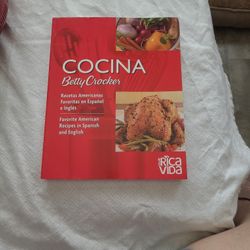 COCINA
Betty Crocker
Recetas Americanas
Favoritas en Español
e Inglés
Favorite American
Recipes in Spanish
and English
RICA
VIDA